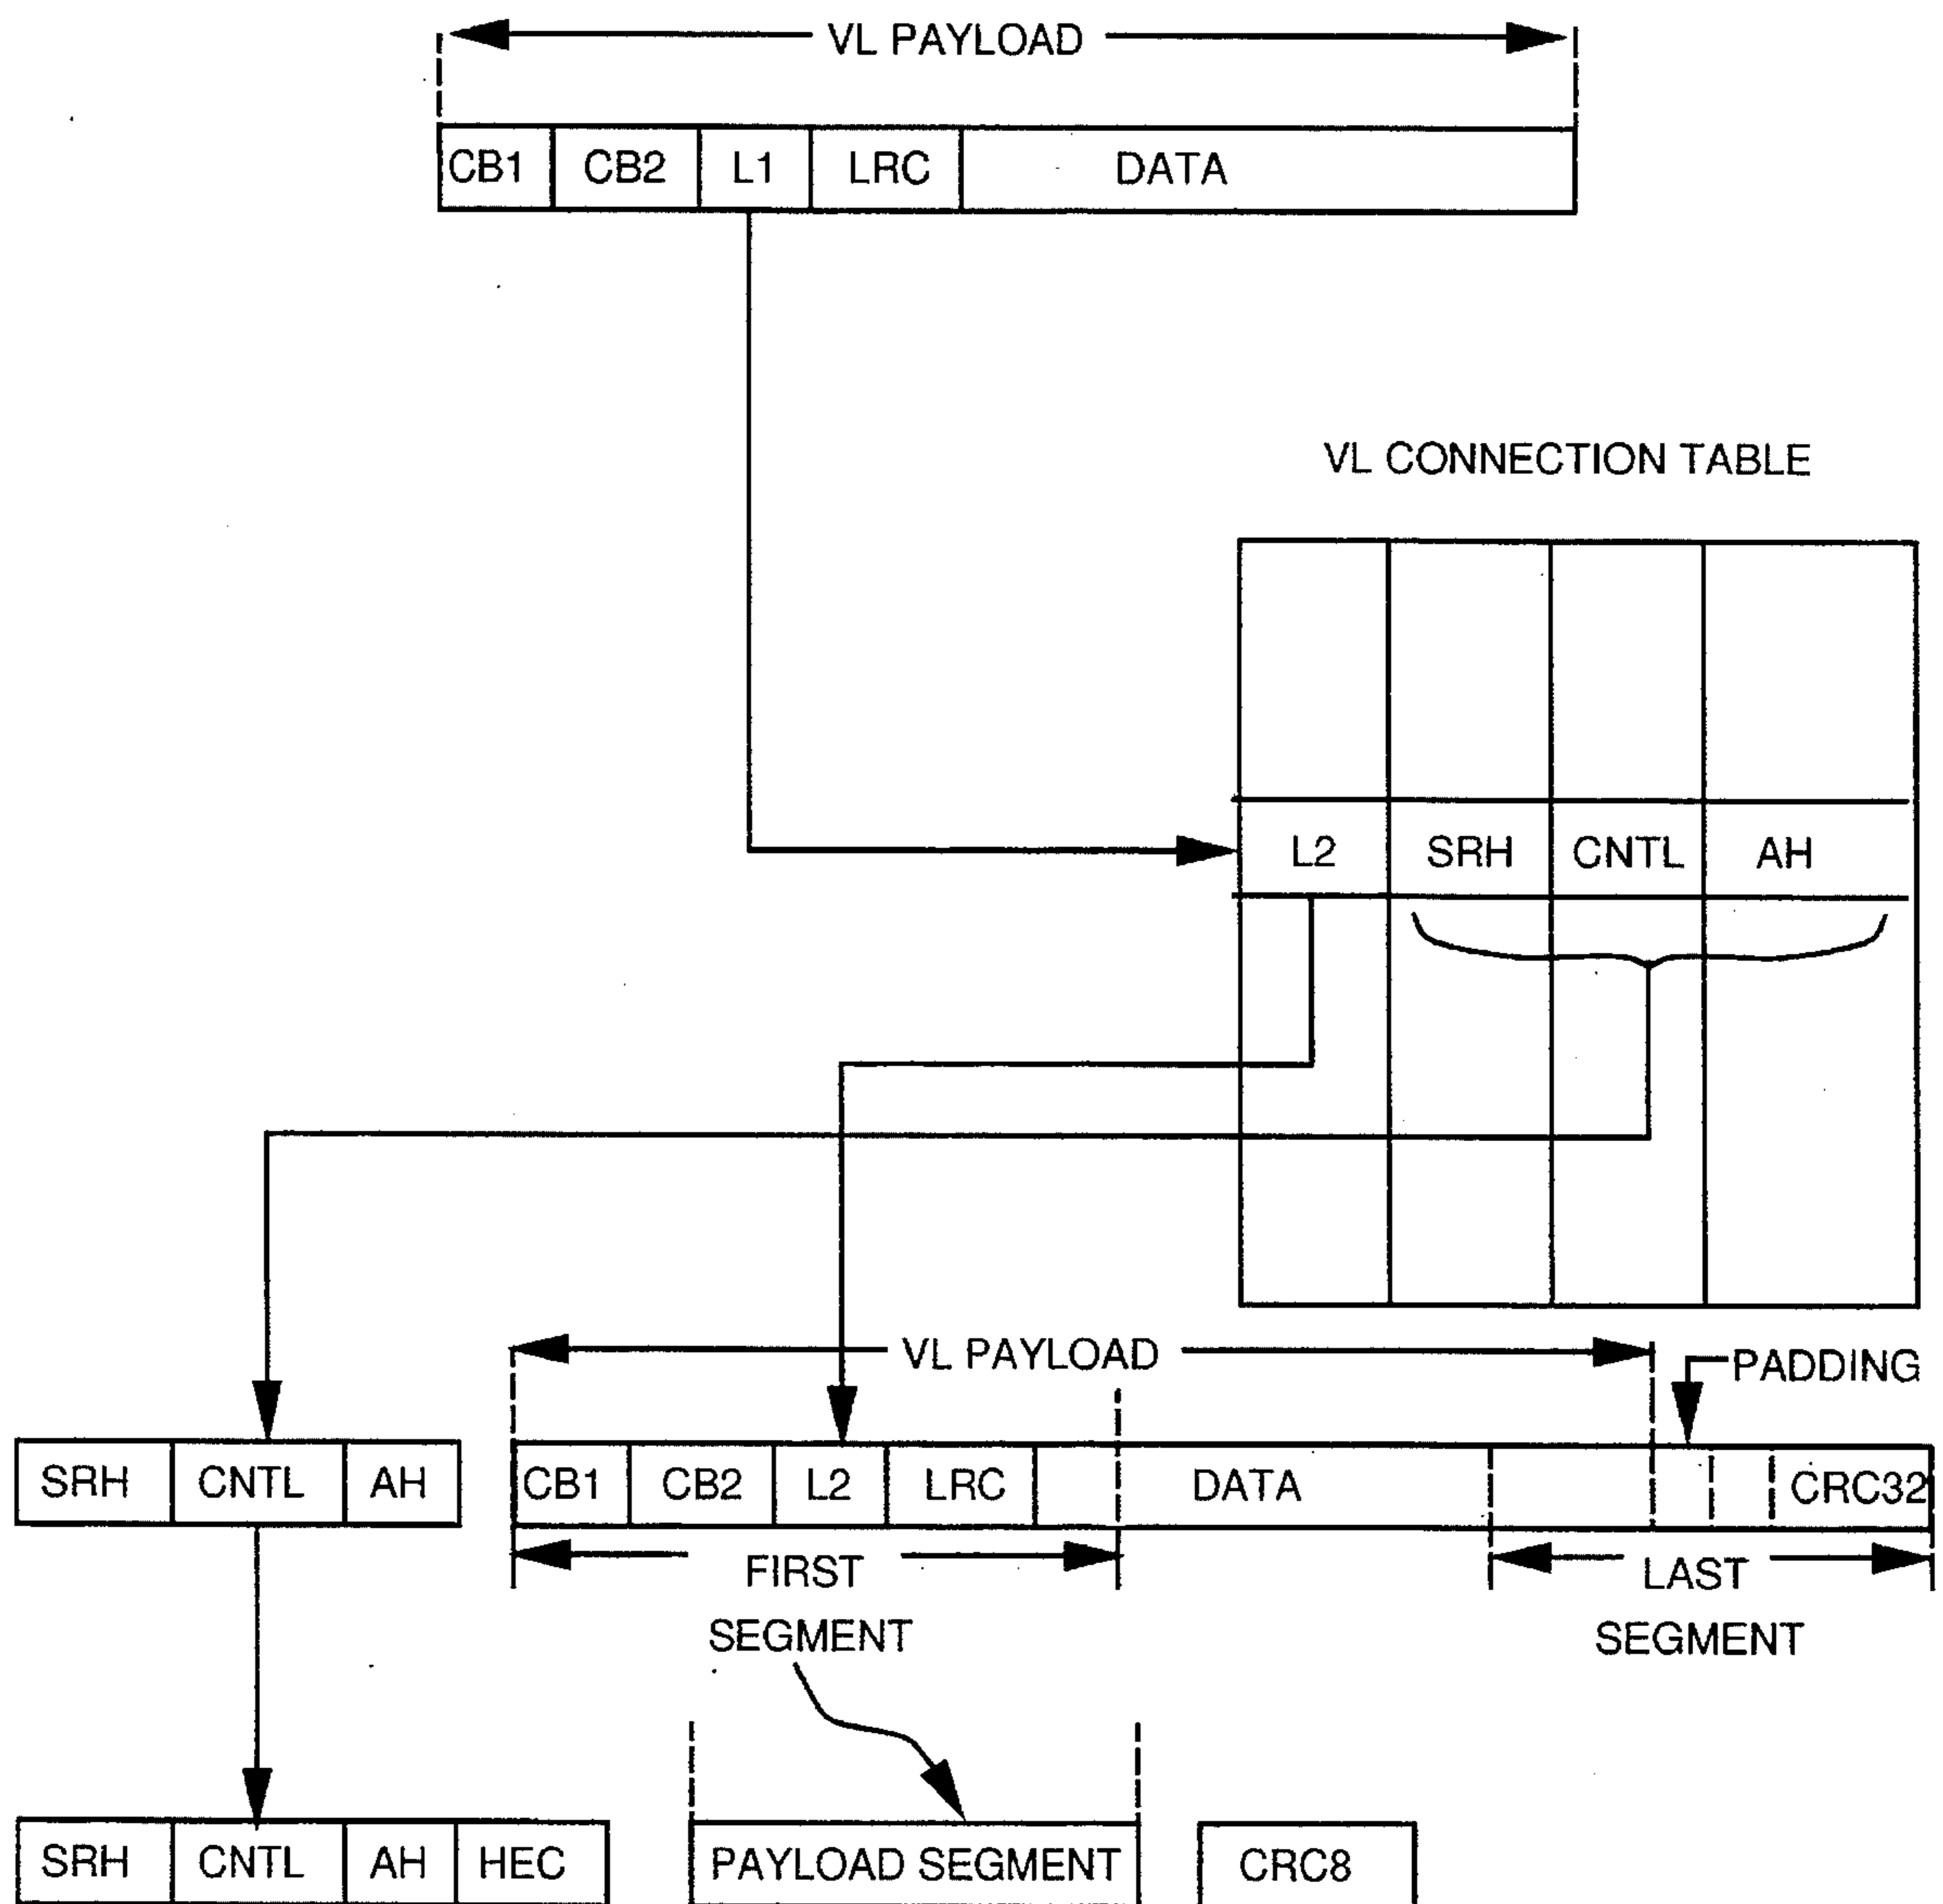 VL PAYLOAD
CB1 CB2 L1 LRC DATA
VL CONNECTION TABLE
L2 SRH CNTL AH
VL PAYLOAD
PADDING
SRH CNTL AH
CB1 CB2 L2 LRC DATA CRC32
FIRST
SEGMENT
LAST
SEGMENT
SRH CNTL AH HEC
PAYLOAD SEGMENT
CRC8